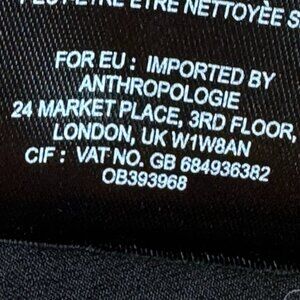 ÊTRE NETTOYÈE S
FOR EU : IMPORTED BY
ANTHROPOLOGIE
24 MARKET PLACE, 3RD FLOOR,
LONDON, UK W1W8AN
CIF : VAT NO. GB 684936382
OB393968